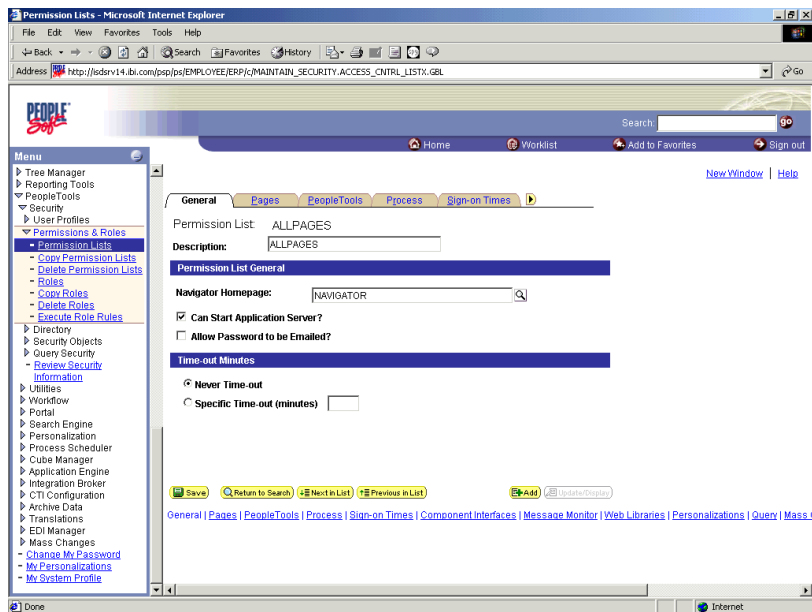 Permission Lists - Microsoft Internet Explorer
File Edit View Favorites Tools Help
Back Search Favorites History
Address http://isdsrv14.ibi.com/psp/ps/EMPLOYEE/ERP/c/MAINTAIN_SECURITY.ACCESS_CNTRL_LISTX.GBL Go
PEOPLE Soft
Search: go
Home Worklist Add to Favorites Sign out
Menu
Tree Manager
Reporting Tools
PeopleTools
Security
User Profiles
Permissions & Roles
- Permission Lists
- Copy Permission Lists
- Delete Permission Lists
- Roles
- Copy Roles
- Delete Roles
- Execute Role Rules
Directory
Security Objects
Query Security
- Review Security
Information
Utilities
Workflow
Portal
Search Engine
Personalization
Process Scheduler
Cube Manager
Application Engine
Integration Broker
CTI Configuration
Archive Data
Translations
EDI Manager
Mass Changes
- Change My Password
- My Personalizations
- My System Profile
New Window | Help
General Pages PeopleTools Process Sign-on Times
Permission List: ALLPAGES
Description: ALLPAGES
Permission List General
Navigator Homepage: NAVIGATOR
Can Start Application Server?
Allow Password to be Emailed?
Time-out Minutes
Never Time-out
Specific Time-out (minutes)
Save Return to Search Next in List Previous in List Add Update/Display
General | Pages | PeopleTools | Process | Sign-on Times | Component Interfaces | Message Monitor | Web Libraries | Personalizations | Query | Mass
Done Internet